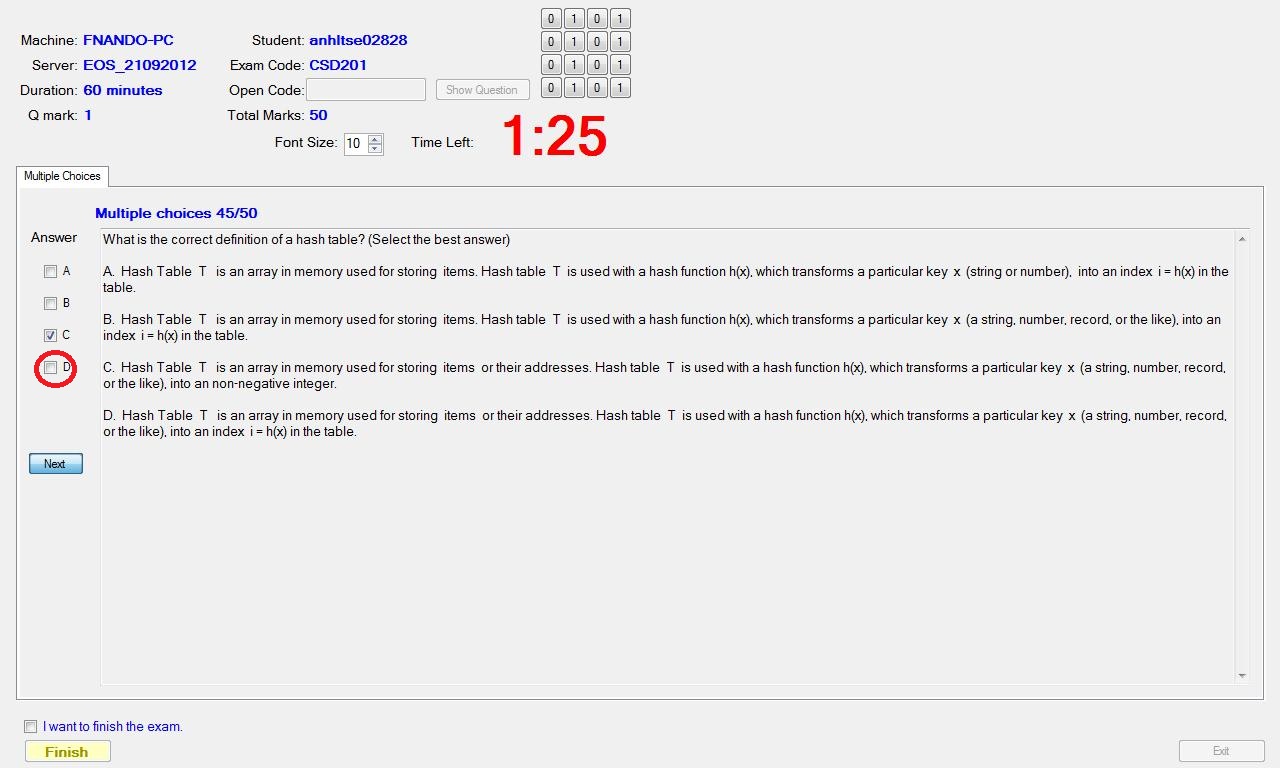 Machine: FNANDO-PC Student: anhltse02828 0 1 0 1
Server: EOS_21092012 Exam Code: CSD201 0 1 0 1
Duration: 60 minutes Open Code: Show Question 0 1 0 1
Q mark: 1 Total Marks: 50 0 1 0 1
Font Size: 10 Time Left: 1:25
Multiple Choices
Multiple choices 45/50
Answer
A
B
C
D
Next
What is the correct definition of a hash table? (Select the best answer)
A. Hash Table T is an array in memory used for storing items. Hash table T is used with a hash function h(x), which transforms a particular key x (string or number), into an index i = h(x) in the
table.
B. Hash Table T is an array in memory used for storing items. Hash table T is used with a hash function h(x), which transforms a particular key x (a string, number, record, or the like), into an
index i = h(x) in the table.
C. Hash Table T is an array in memory used for storing items or their addresses. Hash table T is used with a hash function h(x), which transforms a particular key x (a string, number, record,
or the like), into an non-negative integer.
D. Hash Table T is an array in memory used for storing items or their addresses. Hash table T is used with a hash function h(x), which transforms a particular key x (a string, number, record,
or the like), into an index i = h(x) in the table.
I want to finish the exam.
Finish Exit